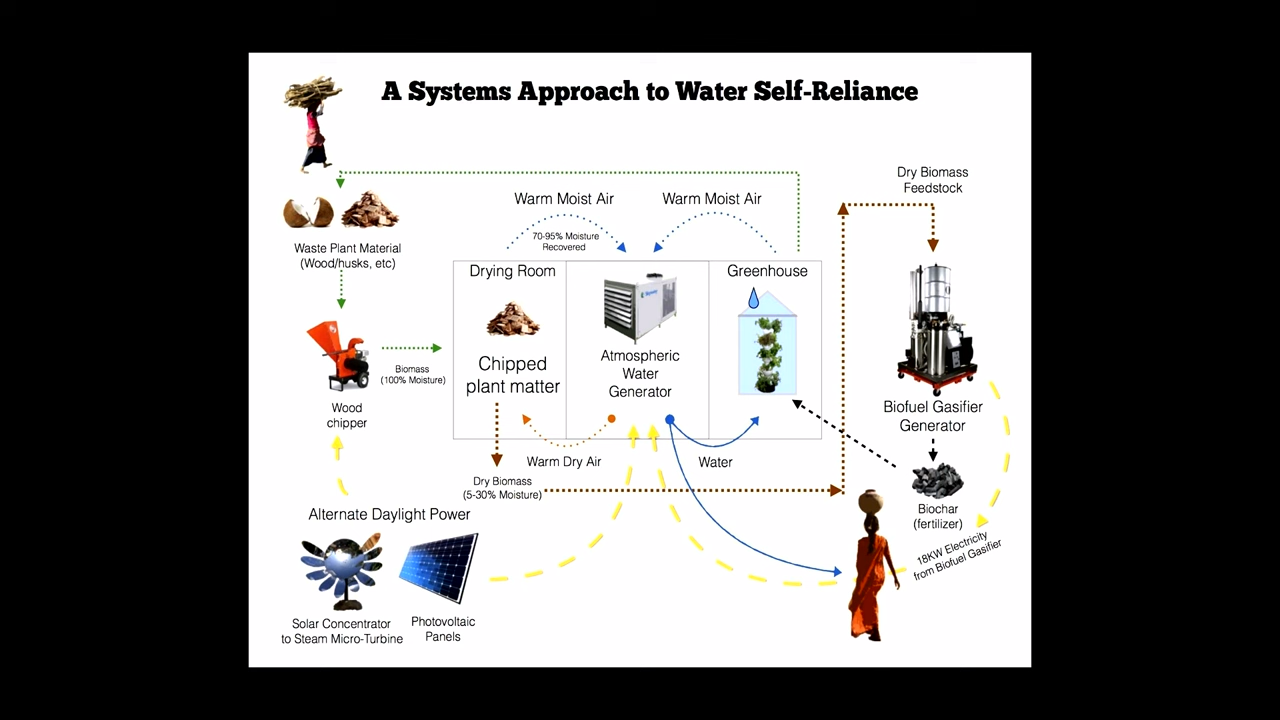 A Systems Approach to Water Self-Reliance
Dry Biomass
Feedstock
Warm Moist Air
Warm Moist Air
70-95% Moisture
Recovered
Waste Plant Material
(Wood/husks, etc)
Drying Room
Greenhouse
Chipped
plant matter
Atmospheric
Water
Generator
Biomass
(100% Moisture)
Wood
chipper
Biofuel Gasifier
Generator
Warm Dry Air
Water
Dry Biomass
(5-30% Moisture)
Biochar
(fertilizer)
Alternate Daylight Power
18KW Electricity
from Biofuel Gasifier
Solar Concentrator
to Steam Micro-Turbine
Photovoltaic
Panels